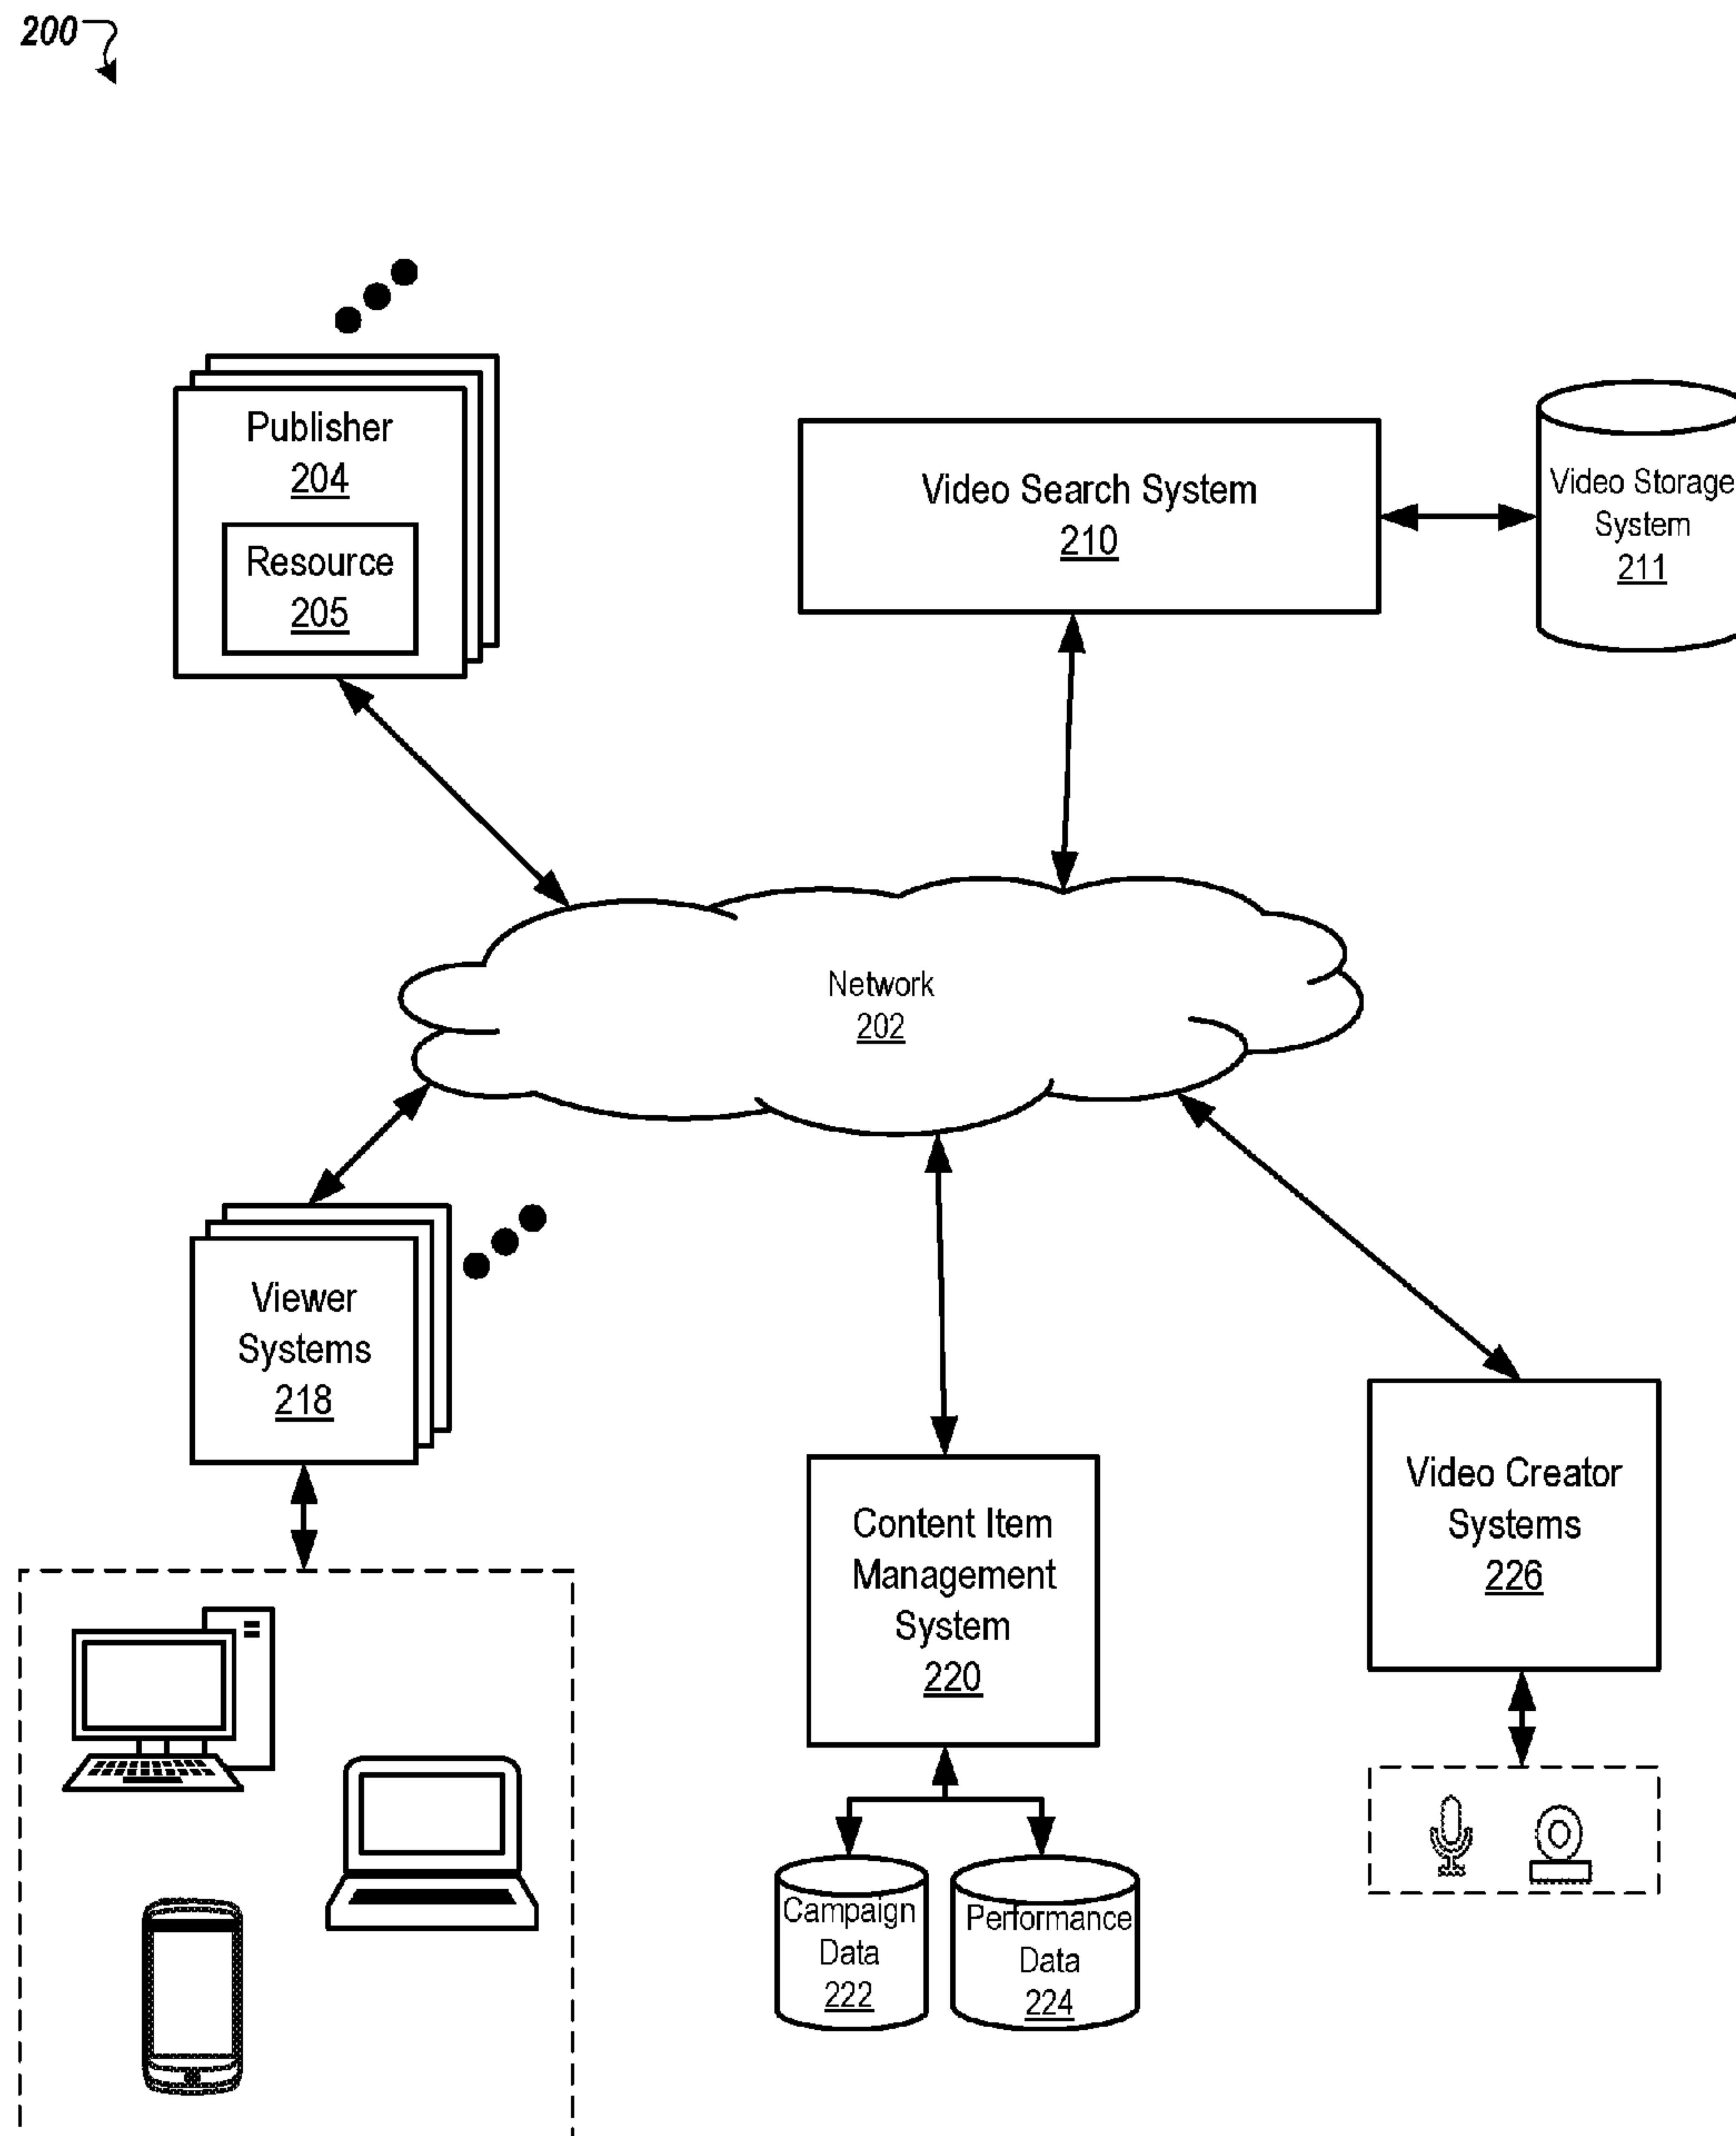 200
Publisher
204
Resource
205
Video Search System
210
Video Storage
System
211
Network
202
Viewer
Systems
218
Content Item
Management
System
220
Video Creator
Systems
226
Campaign
Data
222
Performance
Data
224